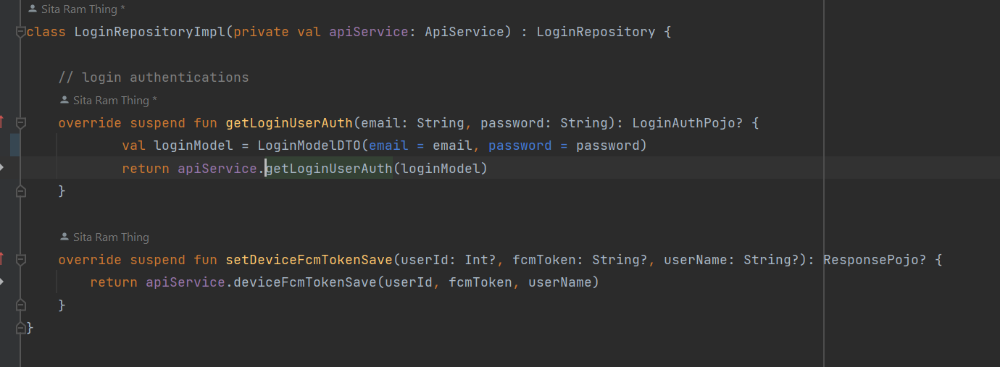 Sita Ram Thing *
class LoginRepositoryImpl(private val apiService: ApiService) : LoginRepository {
// login authentications
Sita Ram Thing *
override suspend fun getLoginUserAuth(email: String, password: String): LoginAuthPojo? {
val loginModel = LoginModelDTO(email = email, password = password)
return apiService.getLoginUserAuth(loginModel)
}
Sita Ram Thing
override suspend fun setDeviceFcmTokenSave(userId: Int?, fcmToken: String?, userName: String?): ResponsePojo? {
return apiService.deviceFcmTokenSave(userId, fcmToken, userName)
}
}